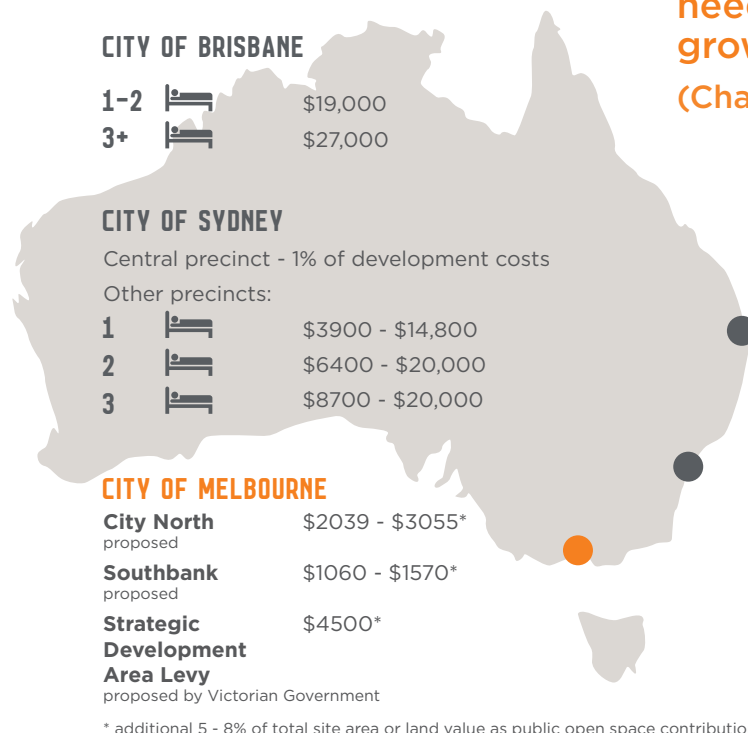 CITY OF BRISBANE
1-2 $19,000
3+ $27,000
CITY OF SYDNEY
Central precinct - 1% of development costs
Other precincts:
1 $3900 - $14,800
2 $6400 - $20,000
3 $8700 - $20,000
CITY OF MELBOURNE
City North $2039 - $3055*
proposed
Southbank $1060 - $1570*
proposed
Strategic $4500*
Development
Area Levy
proposed by Victorian Government
* additional 5 - 8% of total site area or land value as public open space